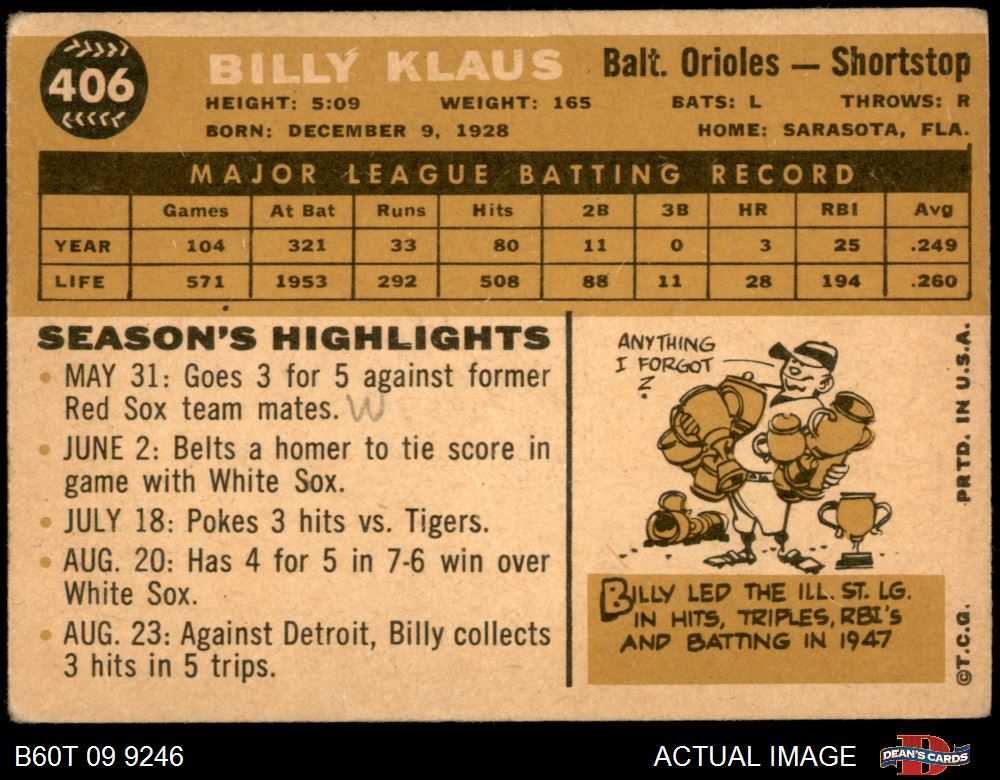 406
BILLY KLAUS Balt. Orioles — Shortstop
HEIGHT: 5:09 WEIGHT: 165 BATS: L THROWS: R
BORN: DECEMBER 9, 1928 HOME: SARASOTA, FLA.
MAJOR LEAGUE BATTING RECORD
Games At Bat Runs Hits 2B 3B HR RBI Avg
YEAR 104 321 33 80 11 0 3 25 .249
LIFE 571 1953 292 508 88 11 28 194 .260
SEASON'S HIGHLIGHTS
• MAY 31: Goes 3 for 5 against former
Red Sox team mates. W
• JUNE 2: Belts a homer to tie score in
game with White Sox.
• JULY 18: Pokes 3 hits vs. Tigers.
• AUG. 20: Has 4 for 5 in 7-6 win over
White Sox.
• AUG. 23: Against Detroit, Billy collects
3 hits in 5 trips.
ANYTHING
I FORGOT
?
BILLY LED THE ILL. ST. LG.
IN HITS, TRIPLES, RBI'S
AND BATTING IN 1947
©T.C.G. PRTD. IN U.S.A.
B60T 09 9246 ACTUAL IMAGE DEAN'S CARDS